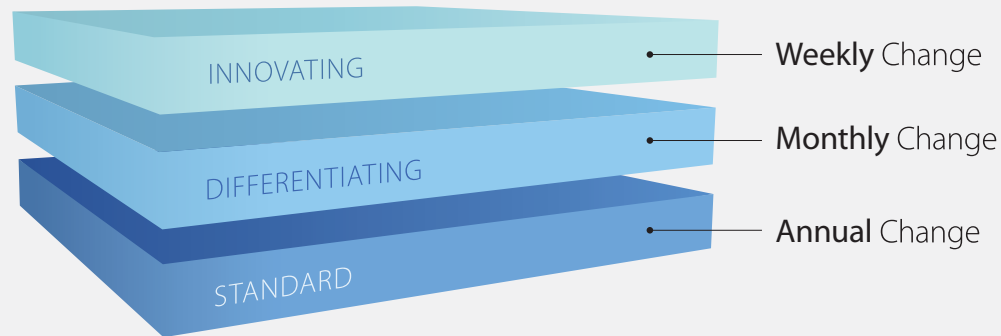 INNOVATING
Weekly Change
DIFFERENTIATING
Monthly Change
STANDARD
Annual Change